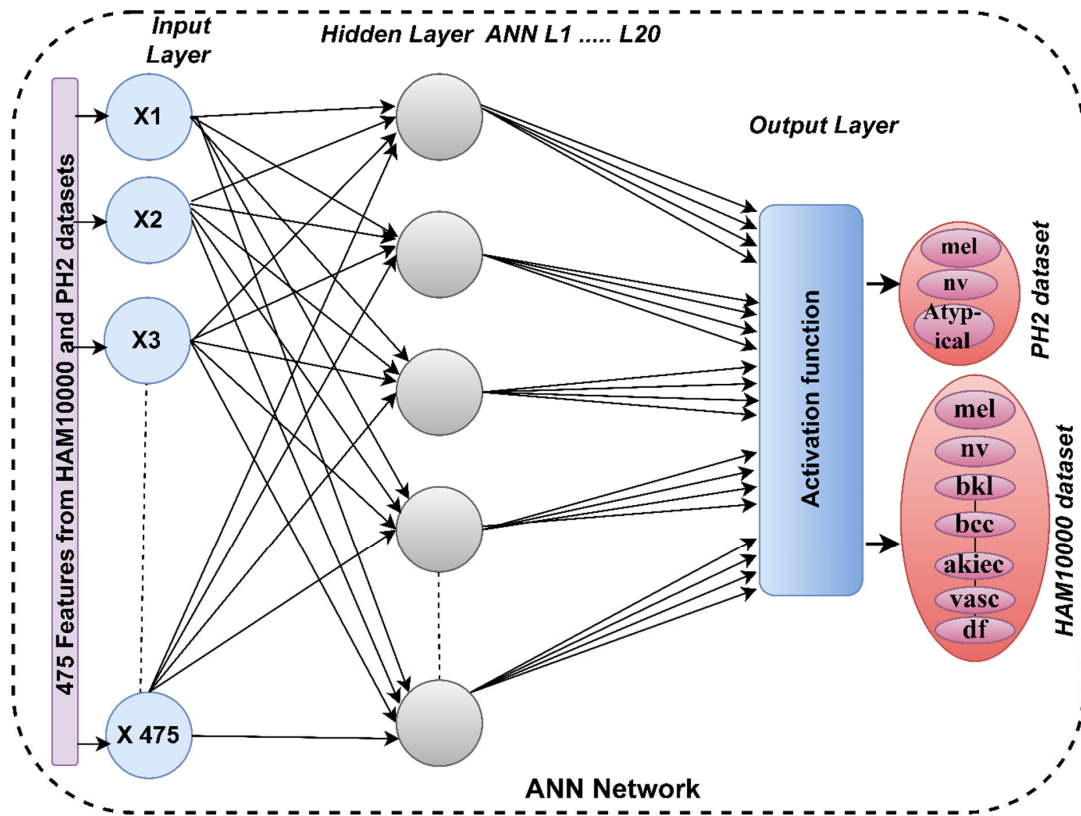 Input
Layer
Hidden Layer ANN L1 ..... L20
Output Layer
475 Features from HAM10000 and PH2 datasets
X1
X2
X3
X 475
Activation function
mel
nv
Atyp-
ical
PH2 dataset
mel
nv
bkl
bcc
akiec
vasc
df
HAM10000 dataset
ANN Network